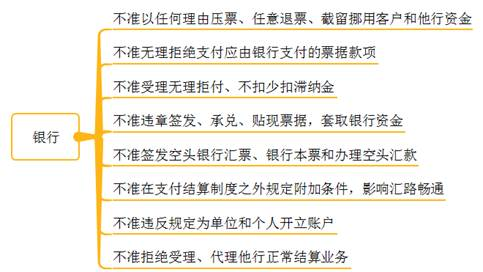 不准以任何理由压票、任意退票、截留挪用客户和他行资金
不准无理拒绝支付应由银行支付的票据款项
不准受理无理拒付、不扣少扣滞纳金
不准违章签发、承兑、贴现票据，套取银行资金
银行
不准签发空头银行汇票、银行本票和办理空头汇款
不准在支付结算制度之外规定附加条件，影响汇路畅通
不准违反规定为单位和个人开立账户
不准拒绝受理、代理他行正常结算业务